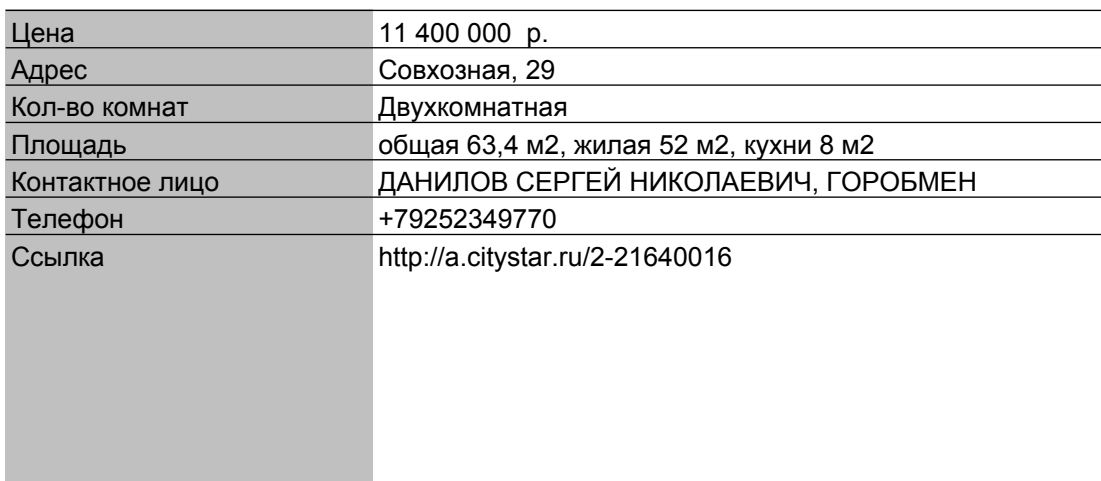 Цена 11 400 000 р.
Адрес Совхозная, 29
Кол-во комнат Двухкомнатная
Площадь общая 63,4 м2, жилая 52 м2, кухни 8 м2
Контактное лицо ДАНИЛОВ СЕРГЕЙ НИКОЛАЕВИЧ, ГОРОБМЕН
Телефон +79252349770
Ссылка http://a.citystar.ru/2-21640016